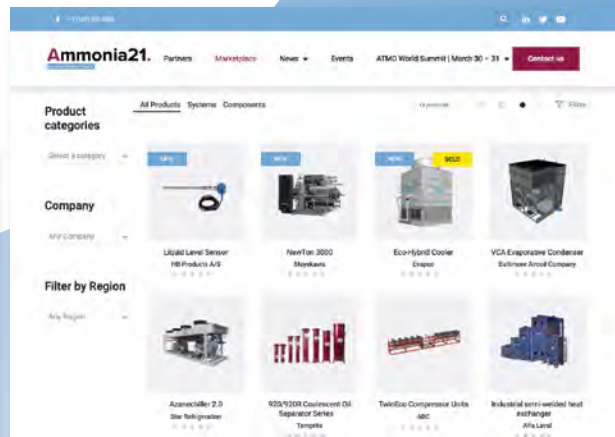 Ammonia21.
Partners
Marketplace
News
Events
ATMO World Summit | March 30 – 31
Contact us
Product
categories
All Products Systems Components
Filter
Select a category
Company
Any Company
Filter by Region
Any Region
NEW
NEW
NEW
GOLD
Liquid Level Sensor
HB Products A/S
NewTon 3000
Mayekawa
Eco-Hybrid Cooler
Evapco
VCA Evaporative Condenser
Baltimore Aircoil Company
Azanechiller 2.0
Star Refrigeration
920/920R Coalescent Oil
Separator Series
Temprite
TwinEco Compressor Units
ABC
Industrial semi-welded heat
exchanger
Alfa Laval